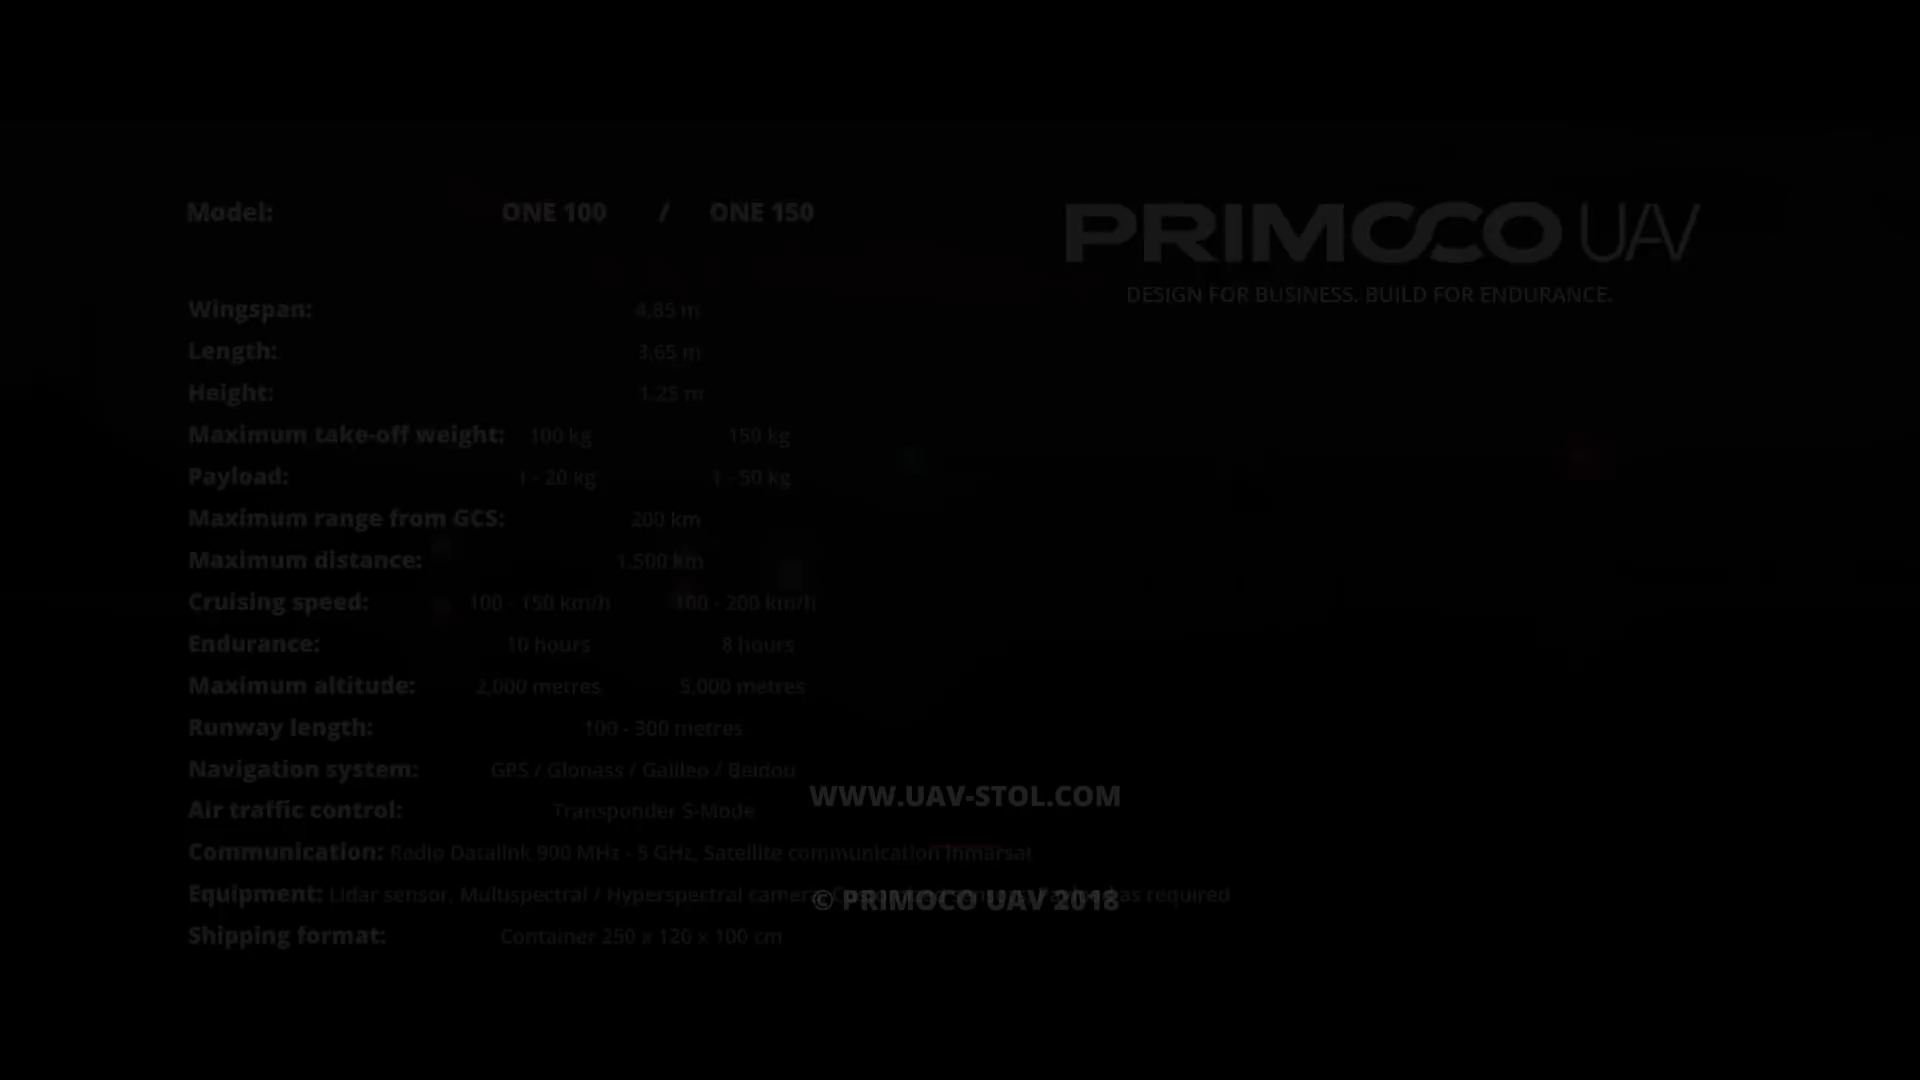 Model: ONE 100 / ONE 150
PRIMOCO UAV
DESIGN FOR BUSINESS. BUILD FOR ENDURANCE.
Wingspan: 4.85 m
Length: 3.65 m
Height: 1.25 m
Maximum take-off weight: 100 kg 150 kg
Payload: 1 - 20 kg 1 - 50 kg
Maximum range from GCS: 200 km
Maximum distance: 1,500 km
Cruising speed: 100 - 150 km/h 100 - 200 km/h
Endurance: 10 hours 8 hours
Maximum altitude: 2,000 metres 5,000 metres
Runway length: 100 - 300 metres
Navigation system: GPS / Glonass / Galileo / Beidou
WWW.UAV-STOL.COM
Air traffic control: Transponder S-Mode
Communication: Radio Datalink 900 MHz - 5 GHz, Satellite communication Inmarsat
Equipment: Lidar sensor, Multispectral / Hyperspectral camera as required
© PRIMOCO UAV 2018
Shipping format: Container 250 x 120 x 100 cm